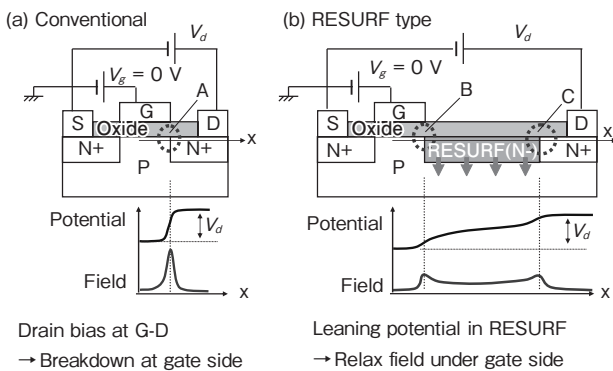 (a) Conventional
V_d
V_g = 0 V
A
G
S
Oxide
D
x
N+
P
N+
Potential
V_d
Field
x
Drain bias at G-D
→ Breakdown at gate side
(b) RESURF type
V_d
V_g = 0 V
B
C
G
S
Oxide
D
x
N+
RESURF(N-)
N+
P
Potential
V_d
Field
x
Leaning potential in RESURF
→ Relax field under gate side